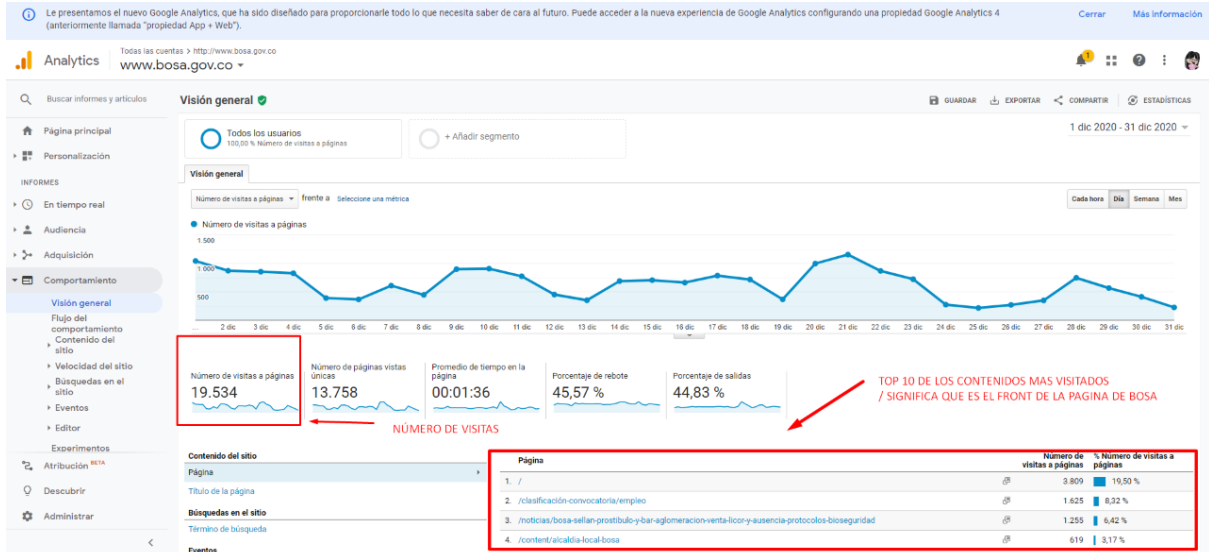 Le presentamos el nuevo Google Analytics, que ha sido diseñado para proporcionarle todo lo que necesita saber de cara al futuro. Puede acceder a la nueva experiencia de Google Analytics configurando una propiedad Google Analytics 4
(anteriormente llamada "propiedad App + Web").
Cerrar
Más información
Analytics
Todas las cuentas > http://www.bosa.gov.co
www.bosa.gov.co
1
Buscar informes y artículos
Visión general
GUARDAR
EXPORTAR
COMPARTIR
ESTADÍSTICAS
Página principal
Personalización
INFORMES
En tiempo real
Audiencia
Adquisición
Comportamiento
Visión general
Flujo del
comportamiento
Contenido del
sitio
Velocidad del sitio
Búsquedas en el
sitio
Eventos
Editor
Experimentos
Atribución BETA
Descubrir
Administrar
Todos los usuarios
100,00 % Número de visitas a páginas
+ Añadir segmento
1 dic 2020 - 31 dic 2020
Visión general
Número de visitas a páginas
frente a
Seleccione una métrica
Cada hora
Día
Semana
Mes
Número de visitas a páginas
1.500
1.000
500
... 2 dic 3 dic 4 dic 5 dic 6 dic 7 dic 8 dic 9 dic 10 dic 11 dic 12 dic 13 dic 14 dic 15 dic 16 dic 17 dic 18 dic 19 dic 20 dic 21 dic 22 dic 23 dic 24 dic 25 dic 26 dic 27 dic 28 dic 29 dic 30 dic 31 dic
Número de visitas a páginas
19.534
Número de páginas vistas
únicas
13.758
Promedio de tiempo en la
página
00:01:36
Porcentaje de rebote
45,57 %
Porcentaje de salidas
44,83 %
TOP 10 DE LOS CONTENIDOS MAS VISITADOS
/ SIGNIFICA QUE ES EL FRONT DE LA PAGINA DE BOSA
NÚMERO DE VISITAS
Contenido del sitio
Página
Título de la página
Búsquedas en el sitio
Término de búsqueda
Eventos
Página
Número de
visitas a páginas
% Número de visitas a
páginas
1. / 3.809 19,50 %
2. /clasificación-convocatoria/empleo 1.625 8,32 %
3. /noticias/bosa-sellan-prostibulo-y-bar-aglomeracion-venta-licor-y-ausencia-protocolos-bioseguridad 1.255 6,42 %
4. /content/alcaldia-local-bosa 619 3,17 %